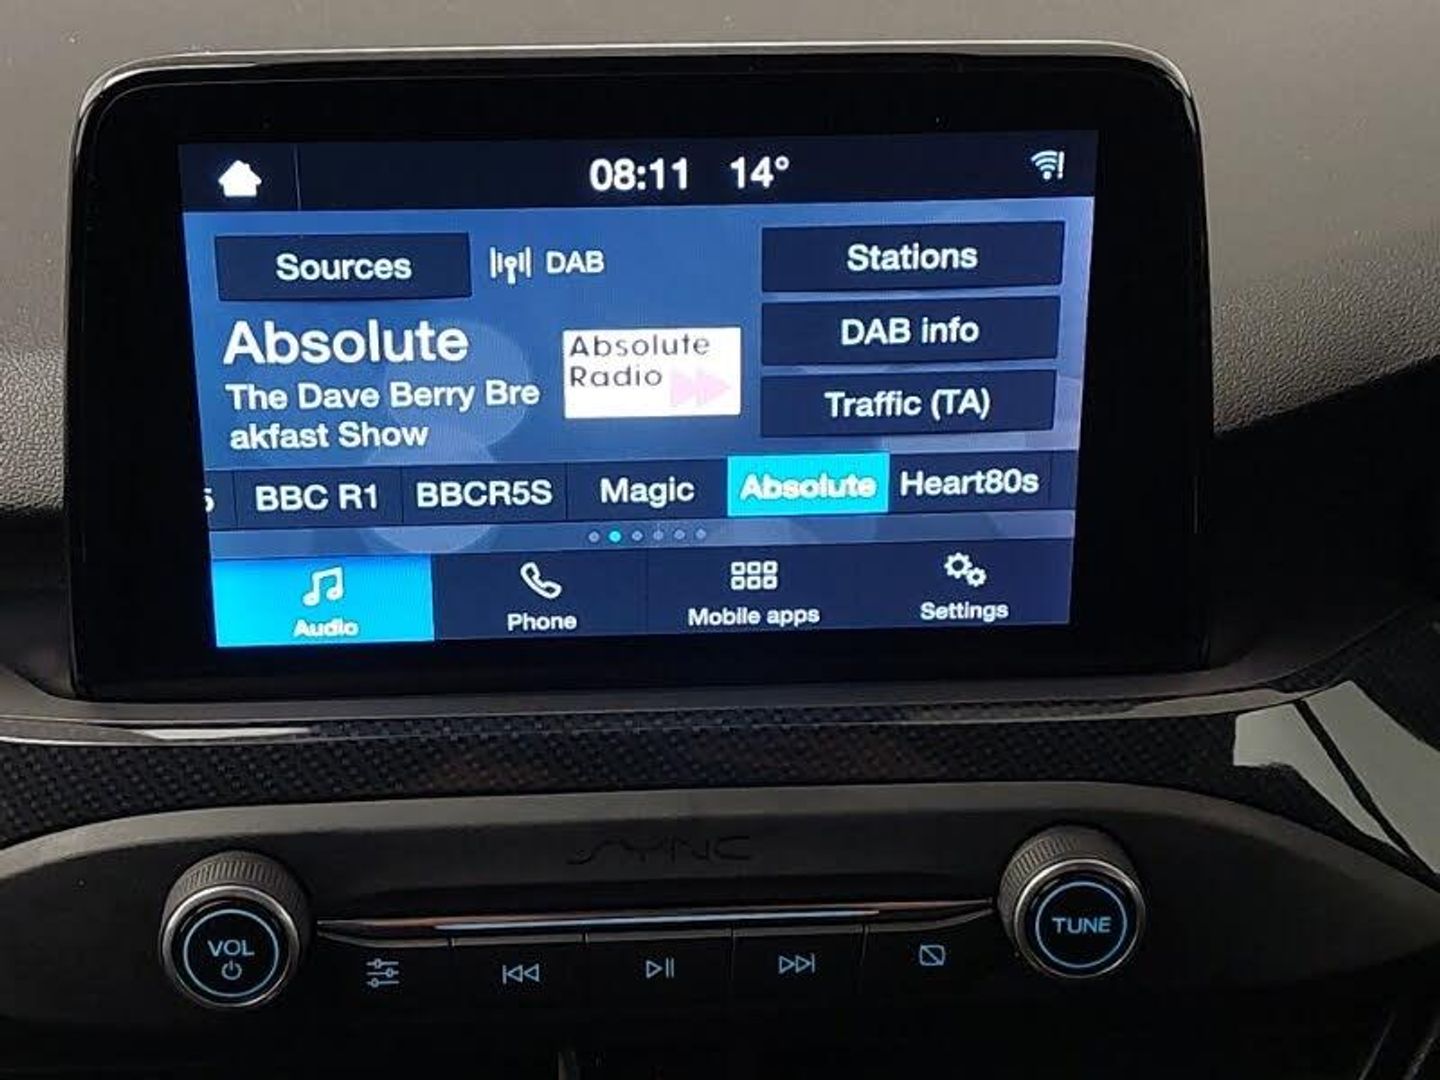 08:11 14°
Sources
DAB
Stations
DAB info
Traffic (TA)
Absolute
The Dave Berry Bre
akfast Show
Absolute
Radio
5
BBC R1
BBCR5S
Magic
Absolute
Heart80s
Audio
Phone
Mobile apps
Settings
SYNC
VOL
TUNE